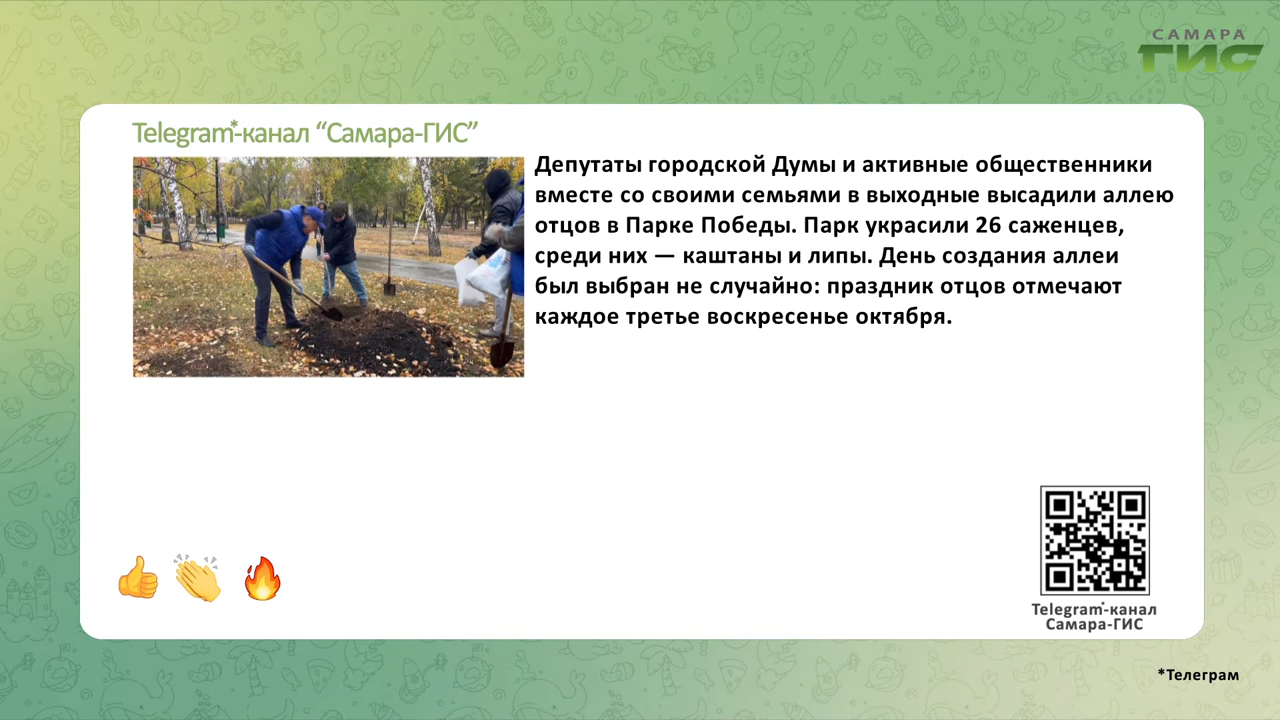 САМАРА
ГИС
Telegram*-канал “Самара-ГИС”
Депутаты городской Думы и активные общественники
вместе со своими семьями в выходные высадили аллею
отцов в Парке Победы. Парк украсили 26 саженцев,
среди них — каштаны и липы. День создания аллеи
был выбран не случайно: праздник отцов отмечают
каждое третье воскресенье октября.
Telegram*-канал
Самара-ГИС
*Телеграм